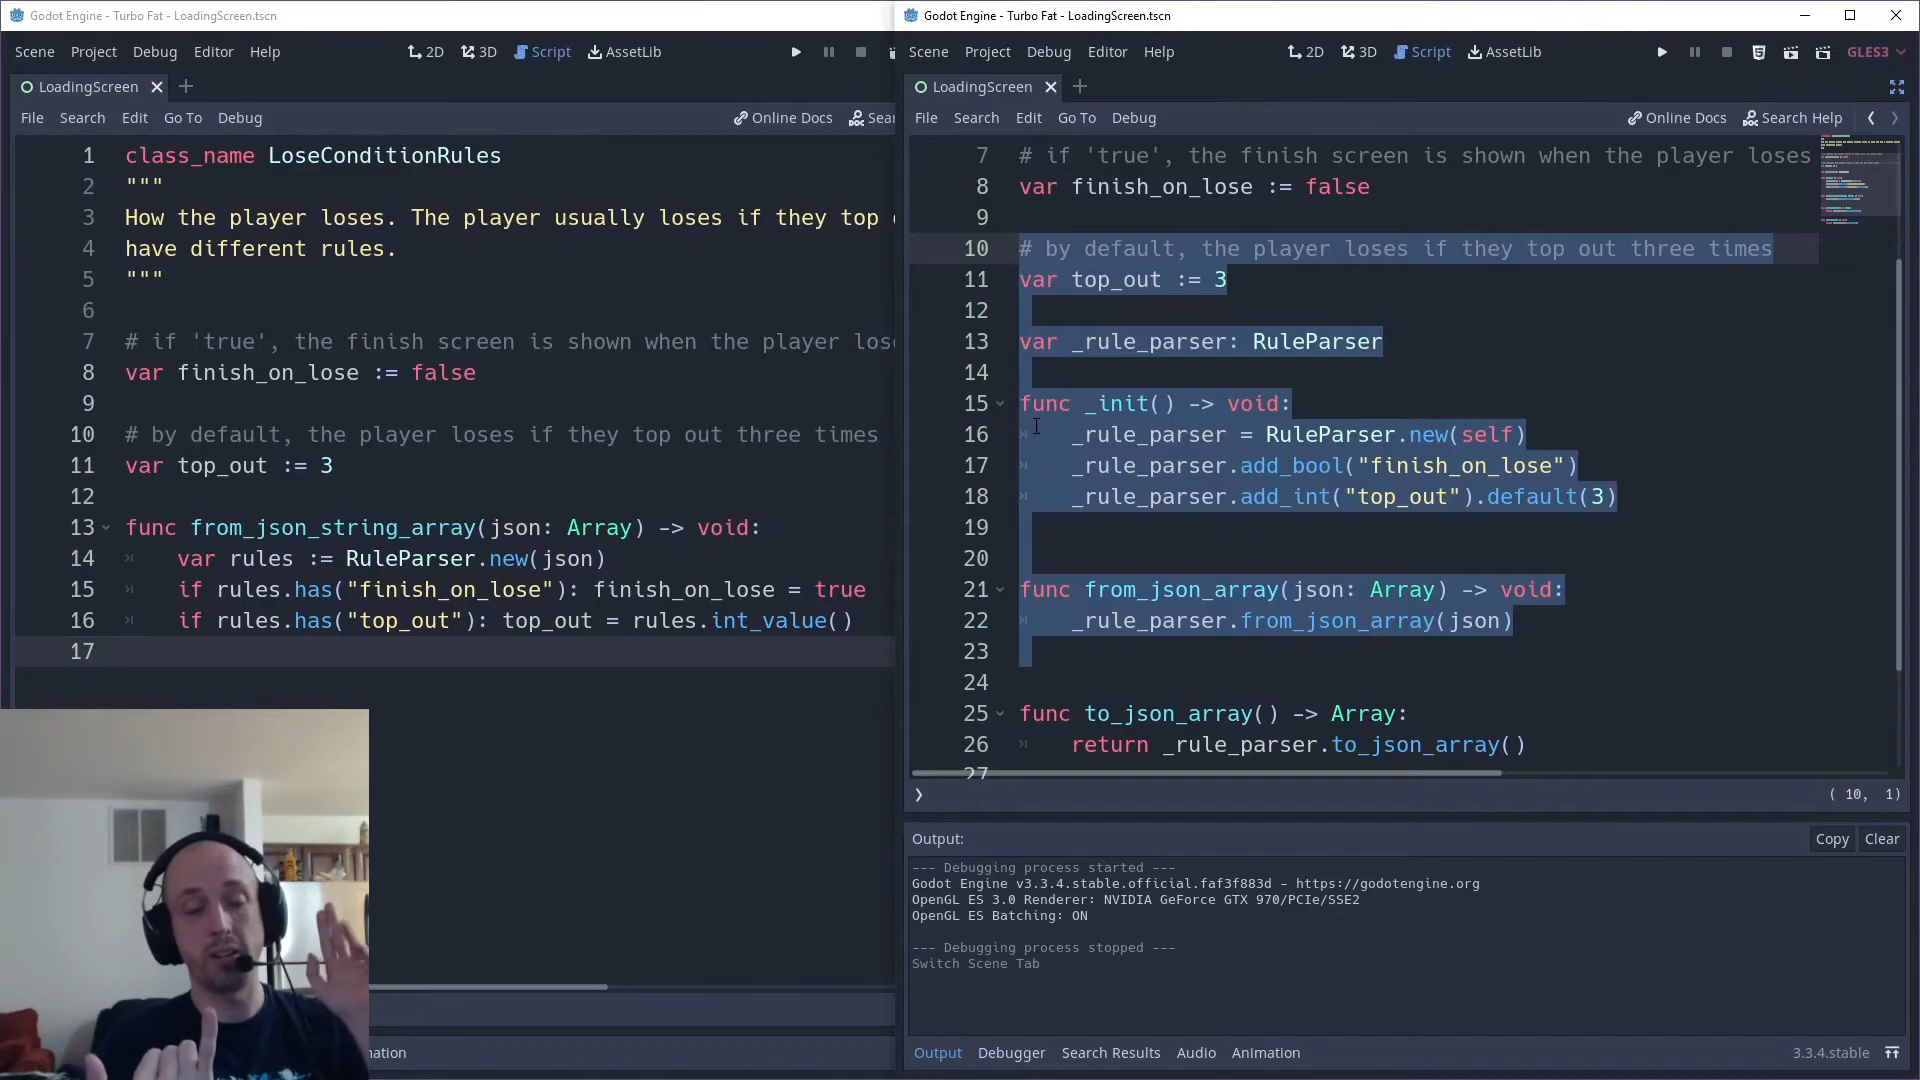 Godot Engine - Turbo Fat - LoadingScreen.tscn
Scene Project Debug Editor Help 2D 3D Script AssetLib
LoadingScreen
File Search Edit Go To Debug Online Docs Sear
1 class_name LoseConditionRules
2 """
3 How the player loses. The player usually loses if they top
4 have different rules.
5 """
6
7 # if 'true', the finish screen is shown when the player los
8 var finish_on_lose := false
9
10 # by default, the player loses if they top out three times
11 var top_out := 3
12
13 func from_json_string_array(json: Array) -> void:
14 var rules := RuleParser.new(json)
15 if rules.has("finish_on_lose"): finish_on_lose = true
16 if rules.has("top_out"): top_out = rules.int_value()
17
mation
Godot Engine - Turbo Fat - LoadingScreen.tscn
Scene Project Debug Editor Help 2D 3D Script AssetLib GLES3
LoadingScreen
File Search Edit Go To Debug Online Docs Search Help
7 # if 'true', the finish screen is shown when the player loses
8 var finish_on_lose := false
9
10 # by default, the player loses if they top out three times
11 var top_out := 3
12
13 var _rule_parser: RuleParser
14
15 func _init() -> void:
16 _rule_parser = RuleParser.new(self)
17 _rule_parser.add_bool("finish_on_lose")
18 _rule_parser.add_int("top_out").default(3)
19
20
21 func from_json_array(json: Array) -> void:
22 _rule_parser.from_json_array(json)
23
24
25 func to_json_array() -> Array:
26 return _rule_parser.to_json_array()
27
( 10, 1)
Output: Copy Clear
--- Debugging process started ---
Godot Engine v3.3.4.stable.official.faf3f883d - https://godotengine.org
OpenGL ES 3.0 Renderer: NVIDIA GeForce GTX 970/PCIe/SSE2
OpenGL ES Batching: ON
--- Debugging process stopped ---
Switch Scene Tab
Output Debugger Search Results Audio Animation 3.3.4.stable